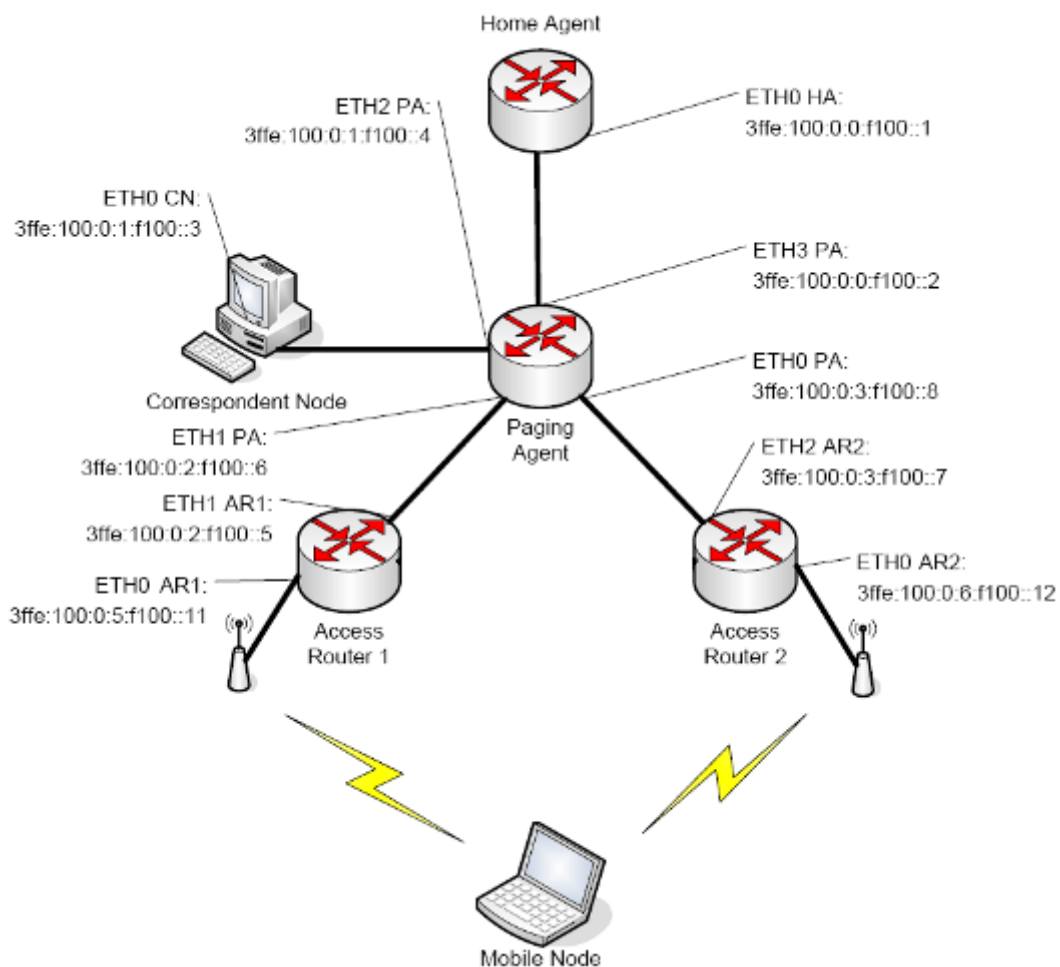 Home Agent
ETH2 PA:
3ffe:100:0:1:f100::4
ETH0 HA:
3ffe:100:0:0:f100::1
ETH0 CN:
3ffe:100:0:1:f100::3
ETH3 PA:
3ffe:100:0:0:f100::2
Correspondent Node
ETH0 PA:
3ffe:100:0:3:f100::8
Paging
Agent
ETH1 PA:
3ffe:100:0:2:f100::6
ETH2 AR2:
3ffe:100:0:3:f100::7
ETH1 AR1:
3ffe:100:0:2:f100::5
ETH0 AR1:
3ffe:100:0:5:f100::11
ETH0 AR2:
3ffe:100:0:6:f100::12
Access
Router 1
Access
Router 2
((•))
((•))
Mobile Node